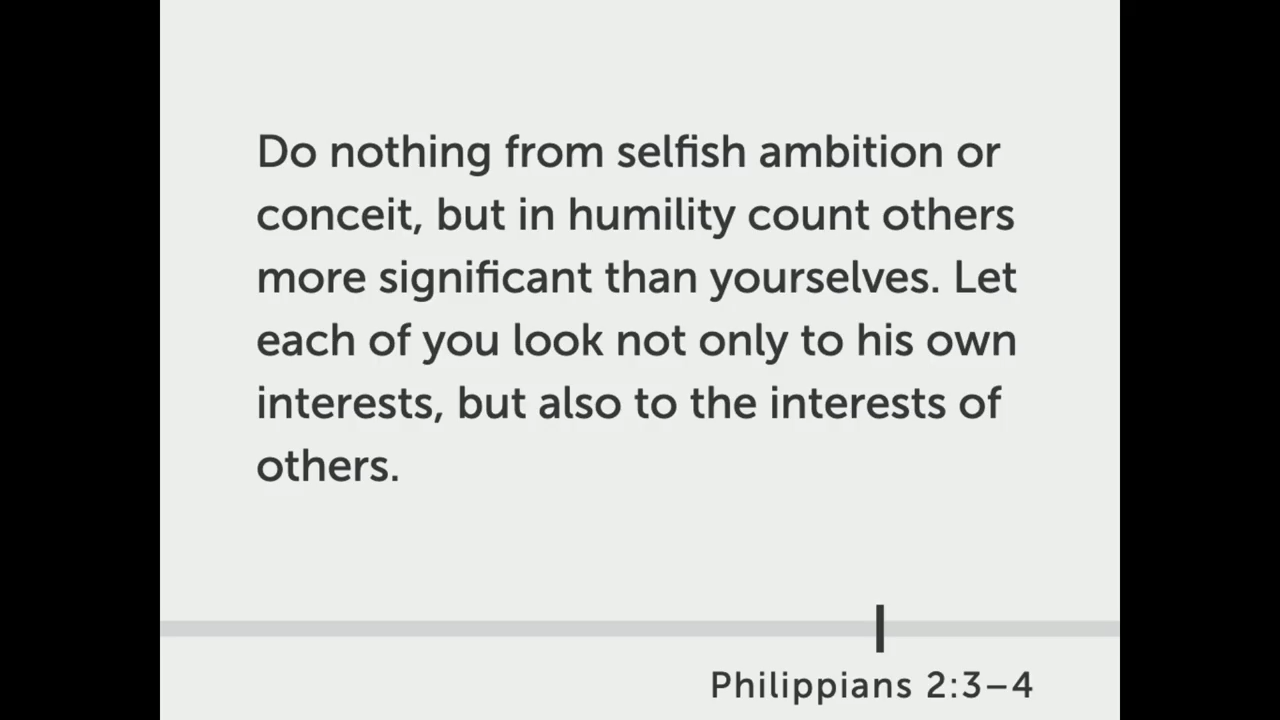 Do nothing from selfish ambition or
conceit, but in humility count others
more significant than yourselves. Let
each of you look not only to his own
interests, but also to the interests of
others.
Philippians 2:3–4